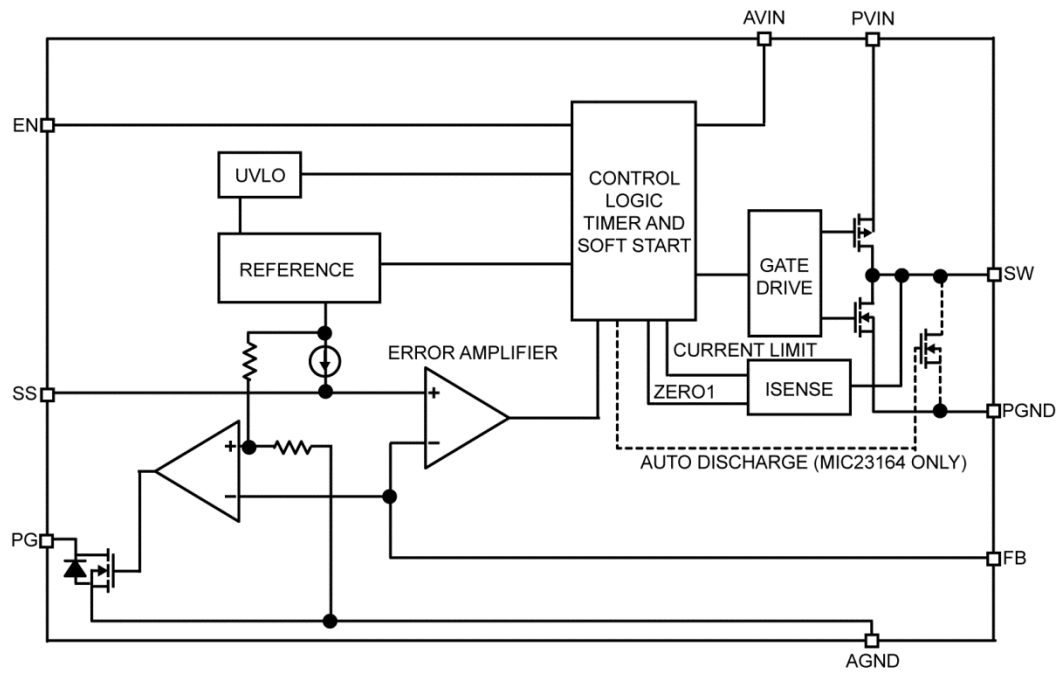 AVIN
PVIN
EN
UVLO
CONTROL
LOGIC
TIMER AND
SOFT START
REFERENCE
GATE
DRIVE
SW
ERROR AMPLIFIER
CURRENT LIMIT
SS
+
ZERO1
ISENSE
PGND
−
+
AUTO DISCHARGE (MIC23164 ONLY)
−
PG
FB
AGND